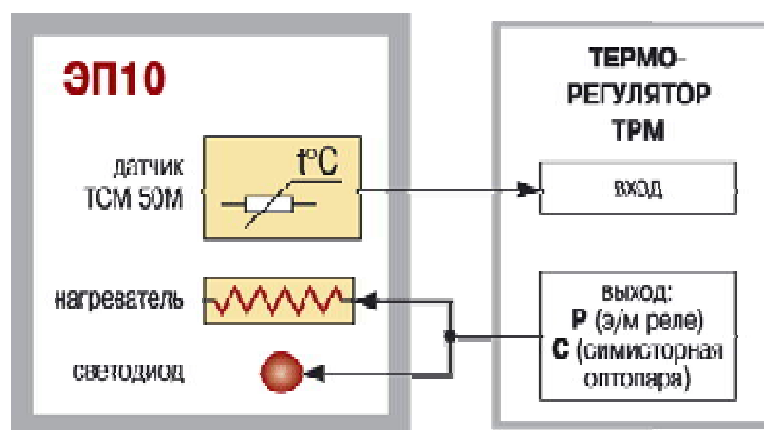 ЭП10
датчик
ТСМ 50М
t°C
нагреватель
светодиод
ТЕРМО-
РЕГУЛЯТОР
ТРМ
ВХОД
ВЫХОД:
Р (э/м реле)
С (симисторная
оптопара)